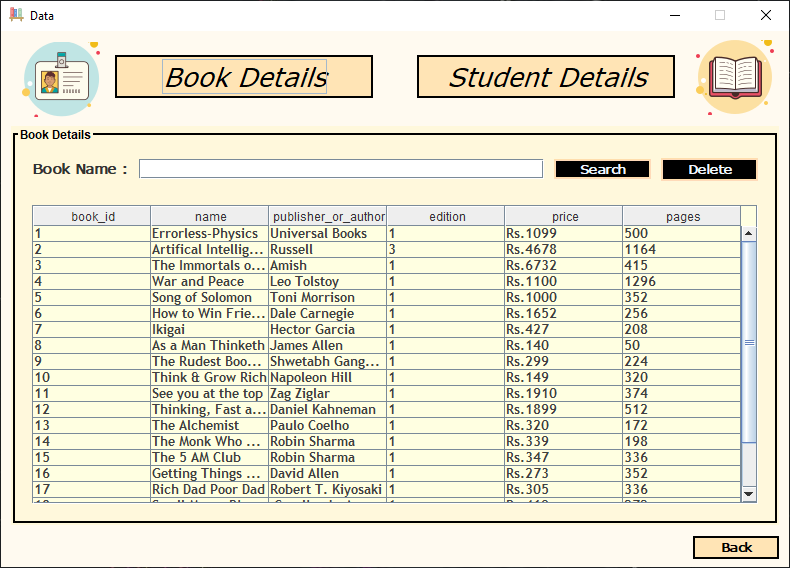 Data
Book Details Student Details
Book Details
Book Name : Search Delete
book_id name publisher_or_author edition price pages
1 Errorless-Physics Universal Books 1 Rs.1099 500
2 Artifical Intellig... Russell 3 Rs.4678 1164
3 The Immortals o... Amish 1 Rs.6732 415
4 War and Peace Leo Tolstoy 1 Rs.1100 1296
5 Song of Solomon Toni Morrison 1 Rs.1000 352
6 How to Win Frie... Dale Carnegie 1 Rs.1652 256
7 Ikigai Hector Garcia 1 Rs.427 208
8 As a Man Thinketh James Allen 1 Rs.140 50
9 The Rudest Boo... Shwetabh Gang... 1 Rs.299 224
10 Think & Grow Rich Napoleon Hill 1 Rs.149 320
11 See you at the top Zag Ziglar 1 Rs.1910 374
12 Thinking, Fast a... Daniel Kahneman 1 Rs.1899 512
13 The Alchemist Paulo Coelho 1 Rs.320 172
14 The Monk Who ... Robin Sharma 1 Rs.339 198
15 The 5 AM Club Robin Sharma 1 Rs.347 336
16 Getting Things ... David Allen 1 Rs.273 352
17 Rich Dad Poor Dad Robert T. Kiyosaki 1 Rs.305 336
Back